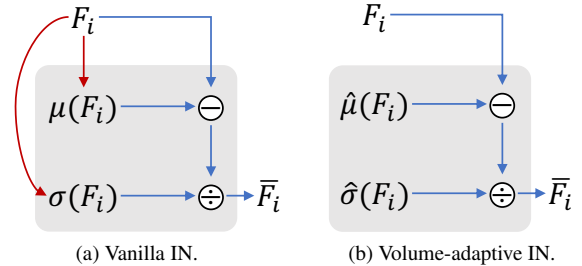 F_i
μ(F_i)
σ(F_i)
F̅_i
(a) Vanilla IN.
F_i
μ̂(F_i)
σ̂(F_i)
F̅_i
(b) Volume-adaptive IN.